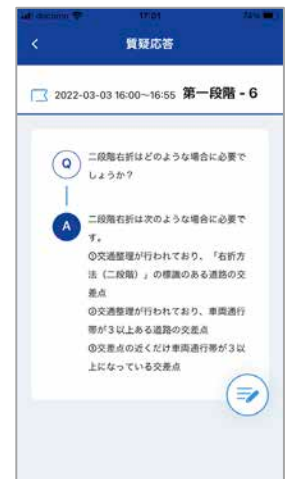 docomo 17:01 74%
質疑応答
2022-03-03 16:00～16:55 第一段階 - 6
Q 二段階右折はどのような場合に必要で
しょうか？
A 二段階右折は次のような場合に必要で
す。
①交通整理が行われており、「右折方
法（二段階）」の標識のある道路の交
差点
②交通整理が行われており、車両通行
帯が３以上ある道路の交差点
③交差点の近くだけ車両通行帯が３以
上になっている交差点